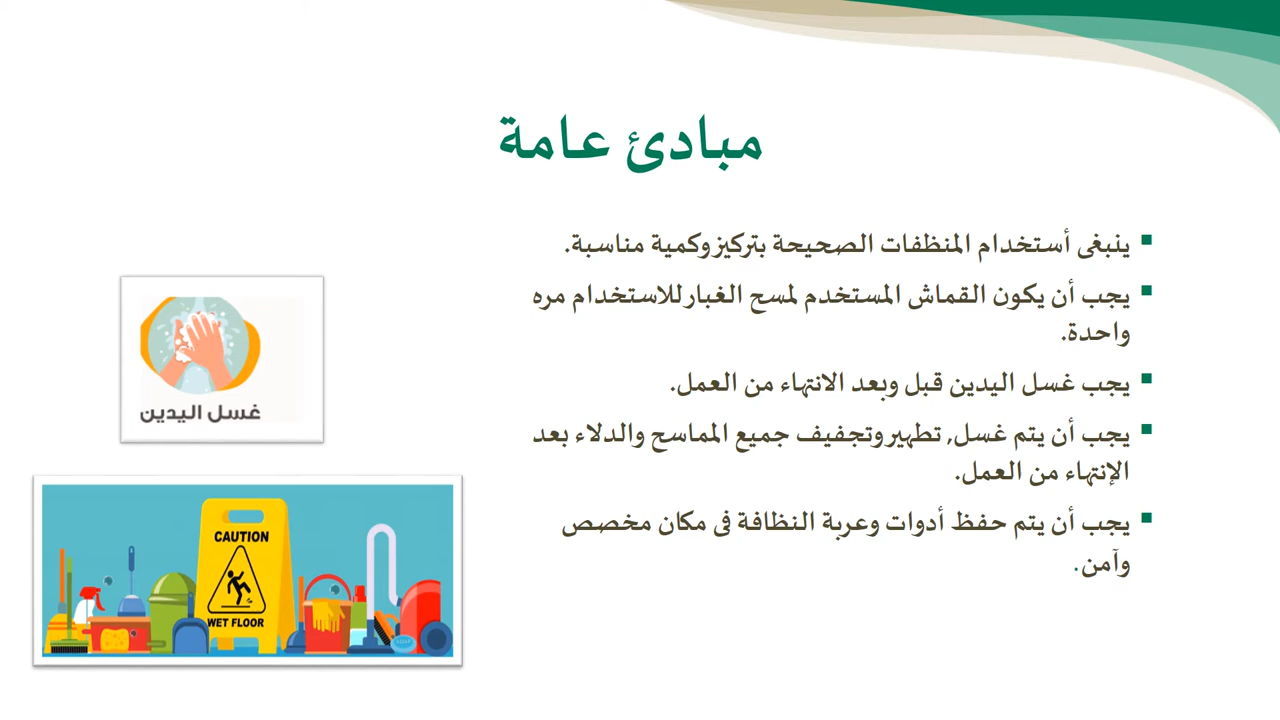 مبادئ عامة
ينبغى أستخدام المنظفات الصحيحة بتركيز وكمية مناسبة.
يجب أن يكون القماش المستخدم لمسح الغبار للاستخدام مره
واحدة.
يجب غسل اليدين قبل وبعد الانتهاء من العمل.
يجب أن يتم غسل, تطهير وتجفيف جميع المماسح والدلاء بعد
الإنتهاء من العمل.
يجب أن يتم حفظ أدوات وعربة النظافة فى مكان مخصص
وآمن.
غسل اليدين
CAUTION
WET FLOOR